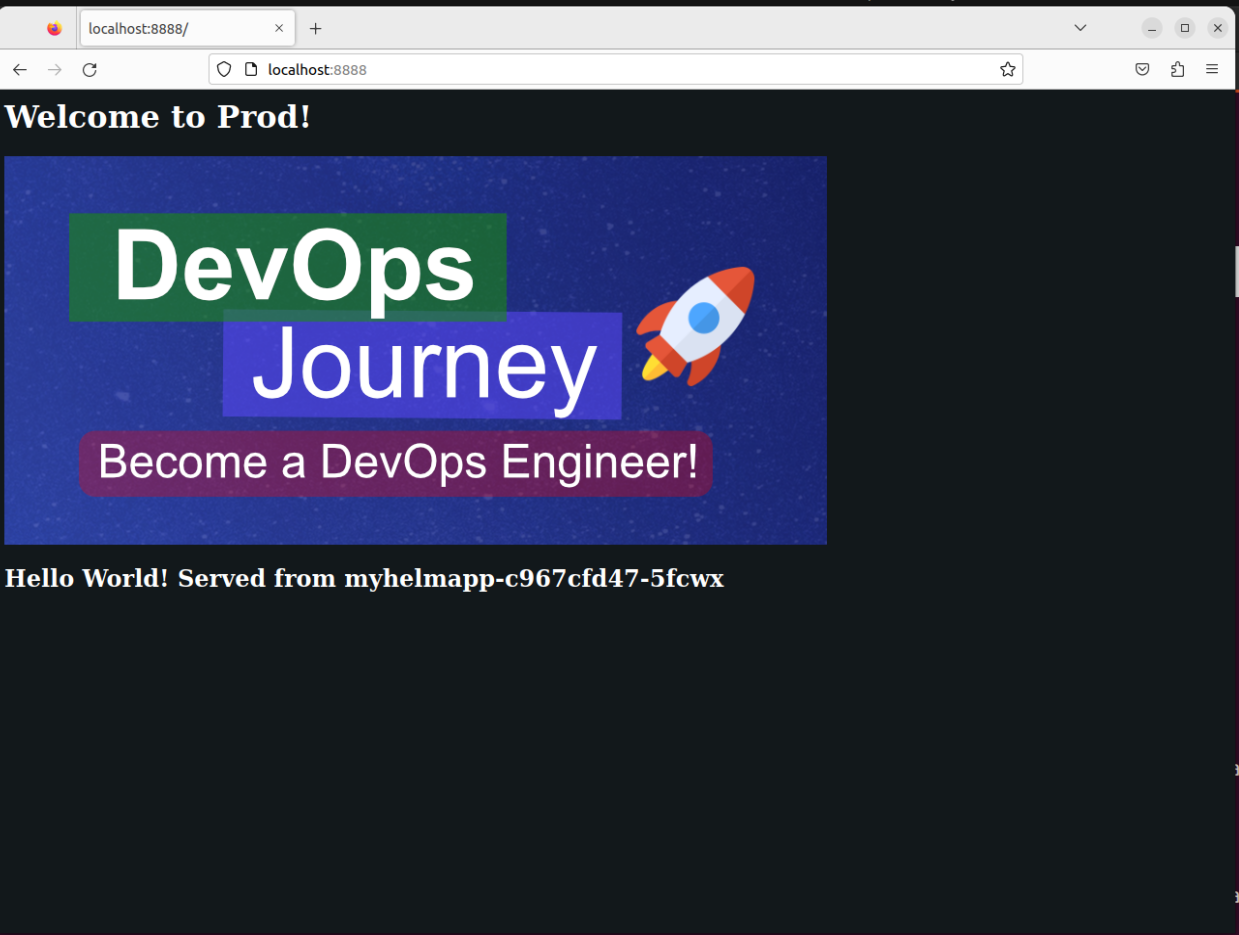 localhost:8888/
localhost:8888
Welcome to Prod!
DevOps
Journey
Become a DevOps Engineer!
Hello World! Served from myhelmapp-c967cfd47-5fcwx